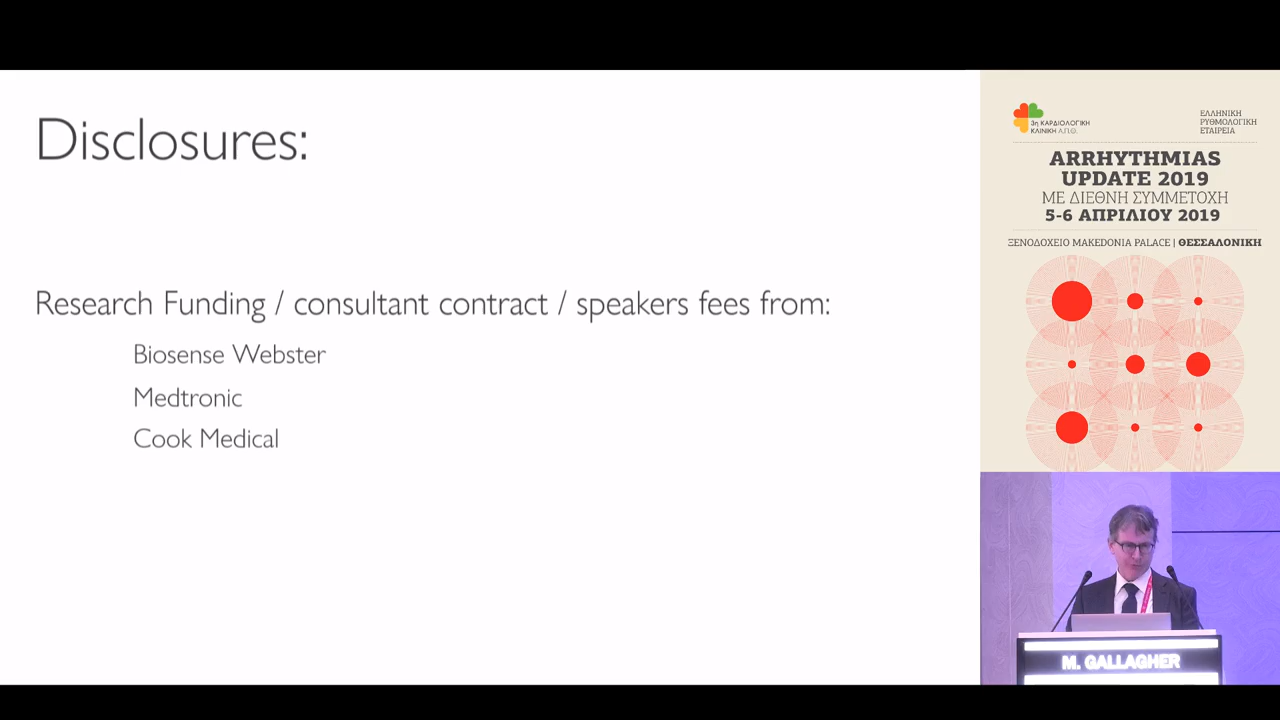 Disclosures:
Research Funding / consultant contract / speakers fees from:
Biosense Webster
Medtronic
Cook Medical
3η ΚΑΡΔΙΟΛΟΓΙΚΗ
ΚΛΙΝΙΚΗ Α.Π.Θ.
ΕΛΛΗΝΙΚΗ
ΡΥΘΜΟΛΟΓΙΚΗ
ΕΤΑΙΡΕΙΑ
ARRHYTHMIAS
UPDATE 2019
ΜΕ ΔΙΕΘΝΗ ΣΥΜΜΕΤΟΧΗ
5-6 ΑΠΡΙΛΙΟΥ 2019
ΞΕΝΟΔΟΧΕΙΟ MAKEDONIA PALACE | ΘΕΣΣΑΛΟΝΙΚΗ
M. GALLAGHER